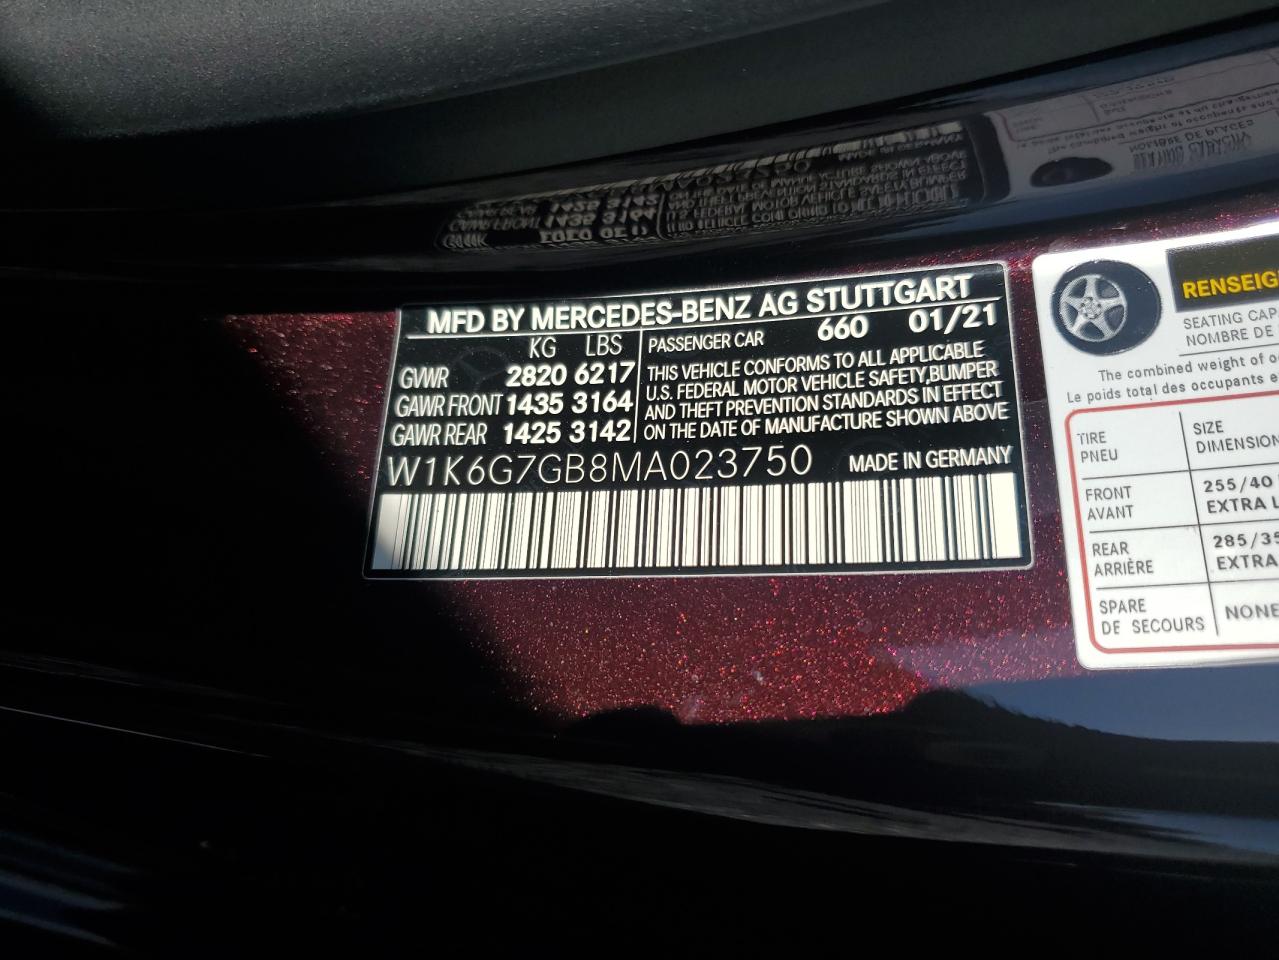 MFD BY MERCEDES-BENZ AG STUTTGART
KG LBS
GVWR 2820 6217
GAWR FRONT 1435 3164
GAWR REAR 1425 3142
PASSENGER CAR 660 01/21
THIS VEHICLE CONFORMS TO ALL APPLICABLE
U.S. FEDERAL MOTOR VEHICLE SAFETY,BUMPER
AND THEFT PREVENTION STANDARDS IN EFFECT
ON THE DATE OF MANUFACTURE SHOWN ABOVE
W1K6G7GB8MA023750 MADE IN GERMANY
RENSEIG
SEATING CAP
NOMBRE DE
The combined weight of o
Le poids total des occupants e
TIRE
PNEU
SIZE
DIMENSION
FRONT
AVANT
255/40
EXTRA L
REAR
ARRIÈRE
285/35
EXTRA
SPARE
DE SECOURS
NONE